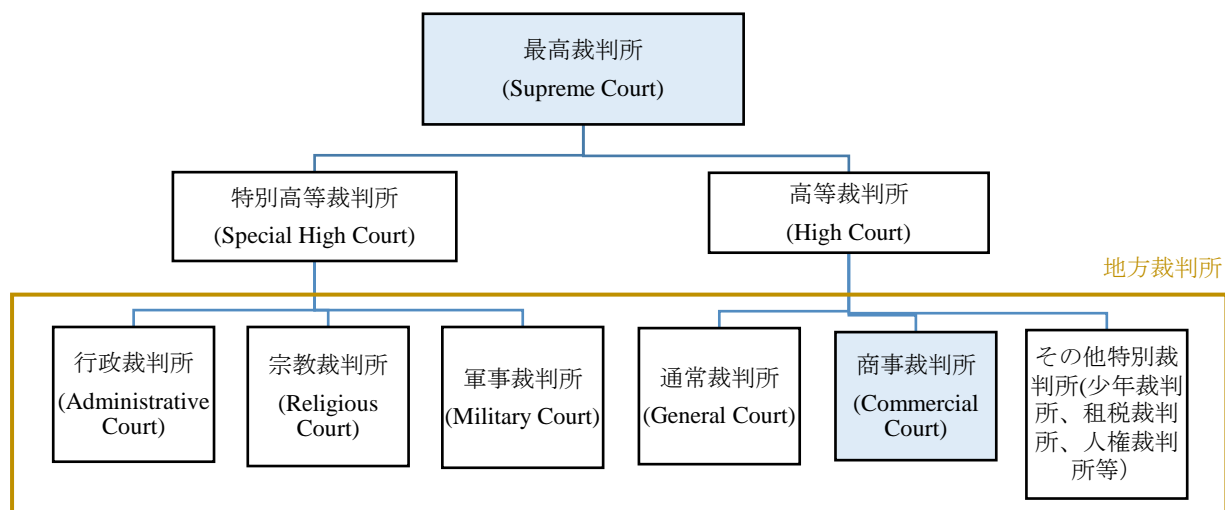 最高裁判所
(Supreme Court)
特別高等裁判所
(Special High Court)
高等裁判所
(High Court)
地方裁判所
行政裁判所
(Administrative
Court)
宗教裁判所
(Religious
Court)
軍事裁判所
(Military Court)
通常裁判所
(General Court)
商事裁判所
(Commercial
Court)
その他特別裁
判所(少年裁判
所、租税裁判
所、人権裁判
所等）